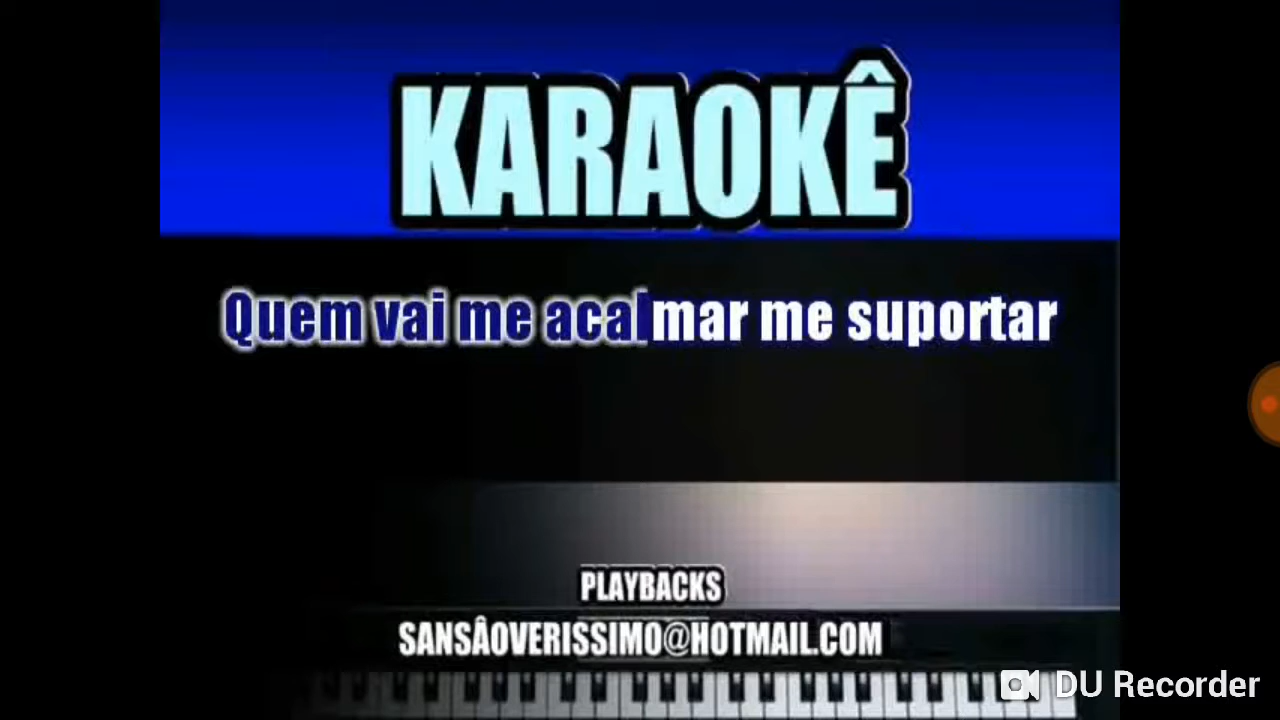 KARAOKÊ
Quem vai me acalmar me suportar
PLAYBACKS
SANSÂOVERISSIMO@HOTMAIL.COM
DU Recorder